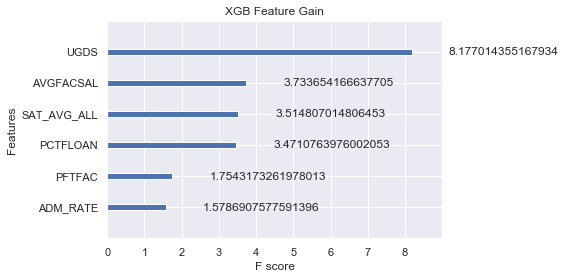 XGB Feature Gain
UGDS
8.177014355167934
AVGFACSAL
3.733654166637705
SAT_AVG_ALL
3.514807014806453
PCTFLOAN
3.4710763976002053
PFTFAC
1.7543173261978013
ADM_RATE
1.5786907577591396
Features
0 1 2 3 4 5 6 7 8
F score